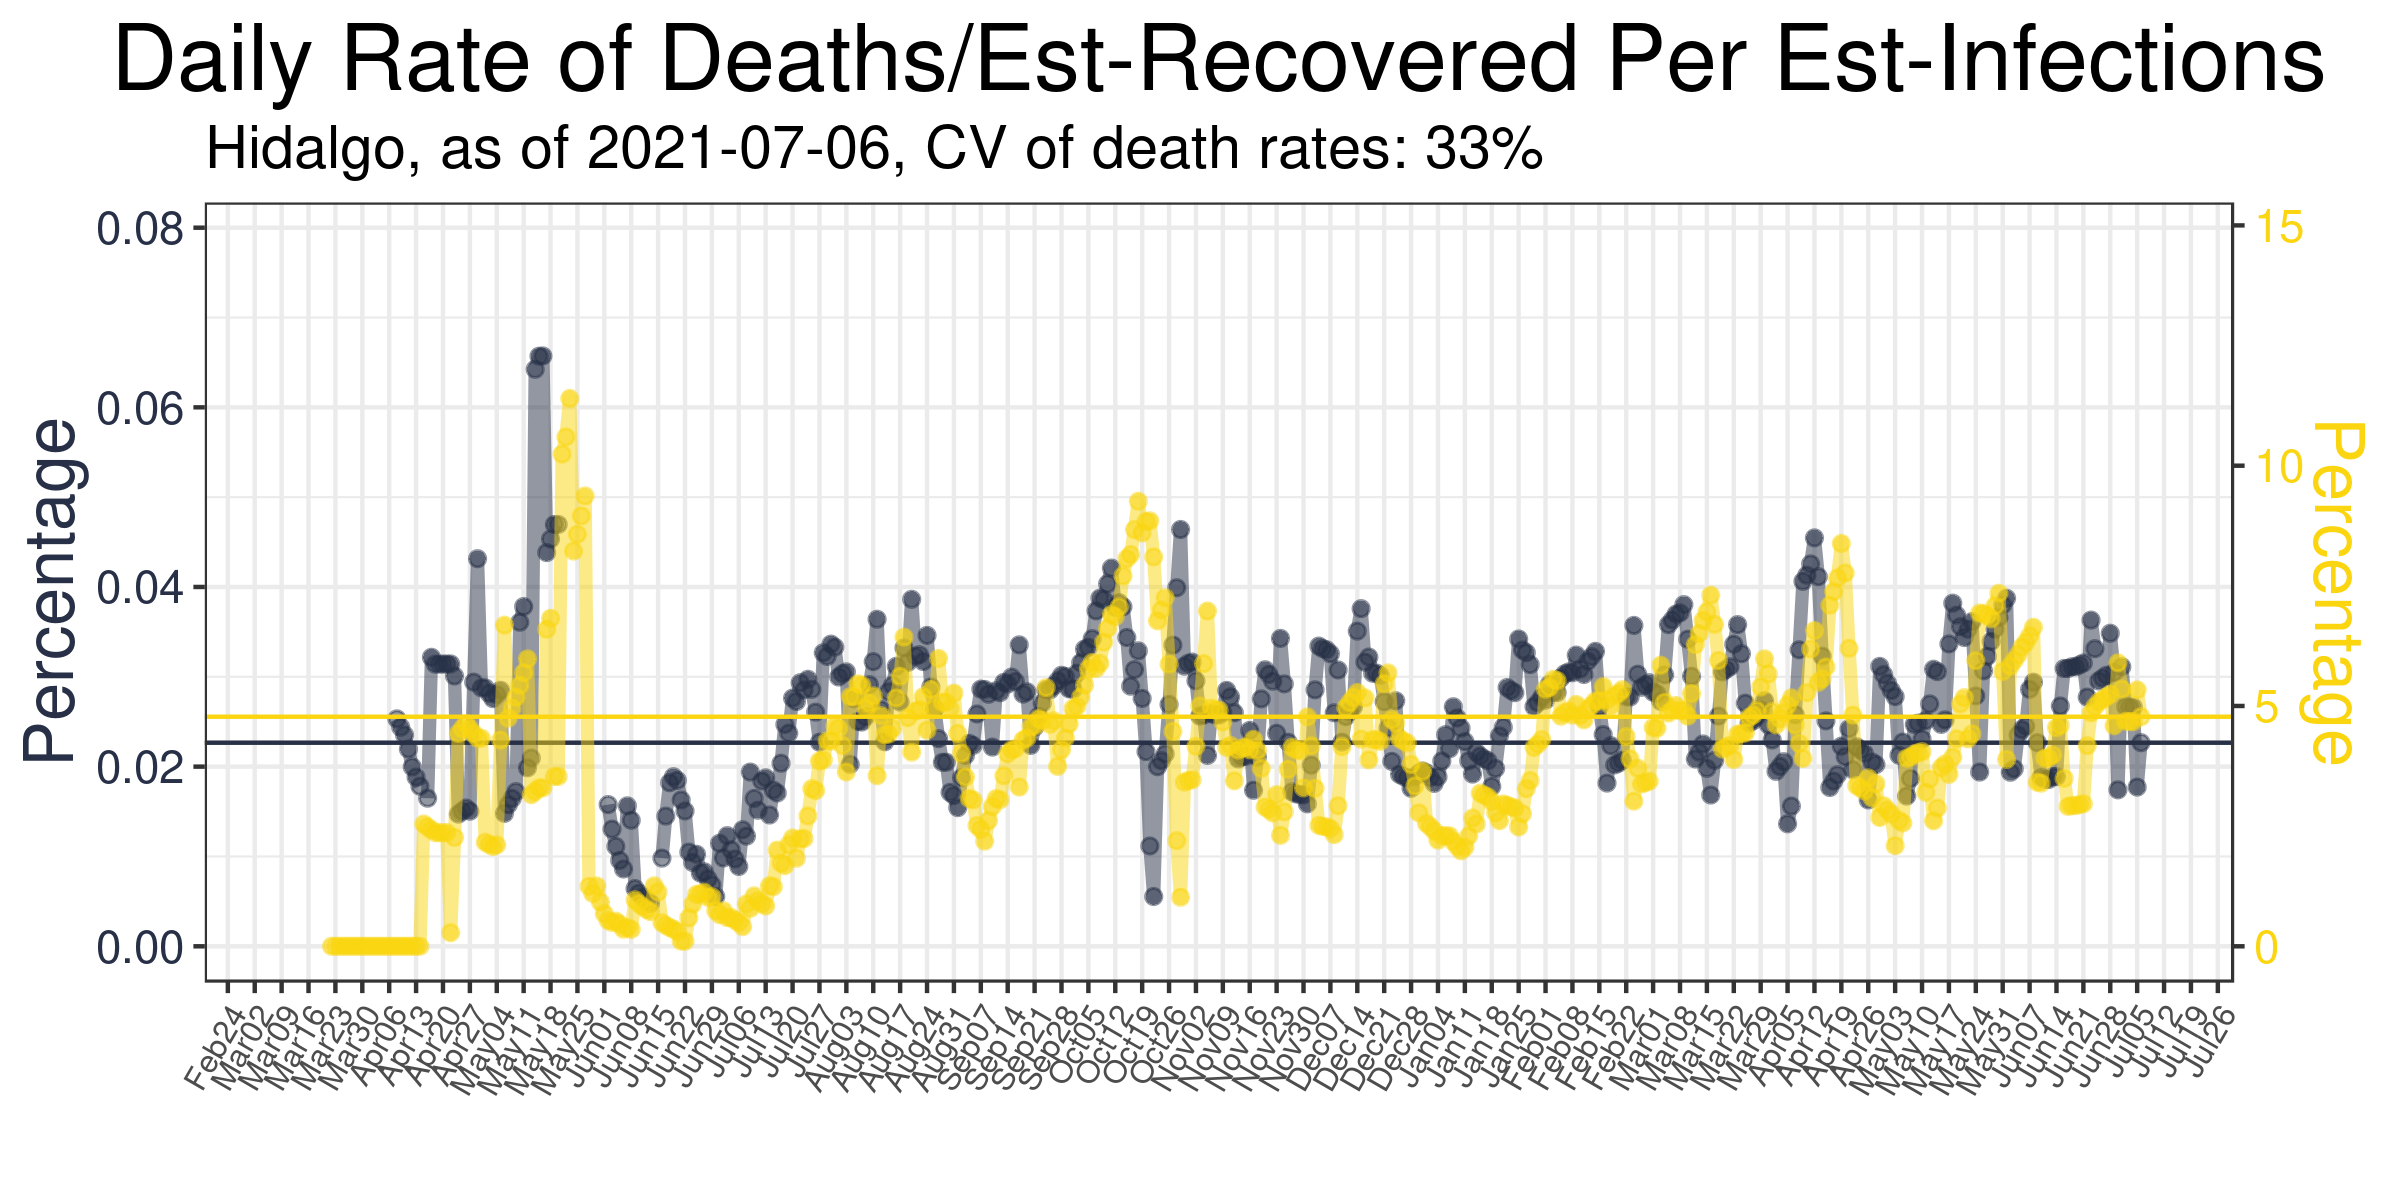 Daily Rate of Deaths/Est-Recovered Per Est-Infections
Hidalgo, as of 2021-07-06, CV of death rates: 33%
Percentage
0.08
0.06
0.04
0.02
0.00
15
10
5
0
Percentage
Feb24
Mar02
Mar09
Mar16
Mar23
Mar30
Apr06
Apr13
Apr20
Apr27
May04
May11
May18
May25
Jun01
Jun08
Jun15
Jun22
Jun29
Jul06
Jul13
Jul20
Jul27
Aug03
Aug10
Aug17
Aug24
Aug31
Sep07
Sep14
Sep21
Sep28
Oct05
Oct12
Oct19
Oct26
Nov02
Nov09
Nov16
Nov23
Nov30
Dec07
Dec14
Dec21
Dec28
Jan04
Jan11
Jan18
Jan25
Feb01
Feb08
Feb15
Feb22
Mar01
Mar08
Mar15
Mar22
Mar29
Apr05
Apr12
Apr19
Apr26
May03
May10
May17
May24
May31
Jun07
Jun14
Jun21
Jun28
Jul05
Jul12
Jul19
Jul26